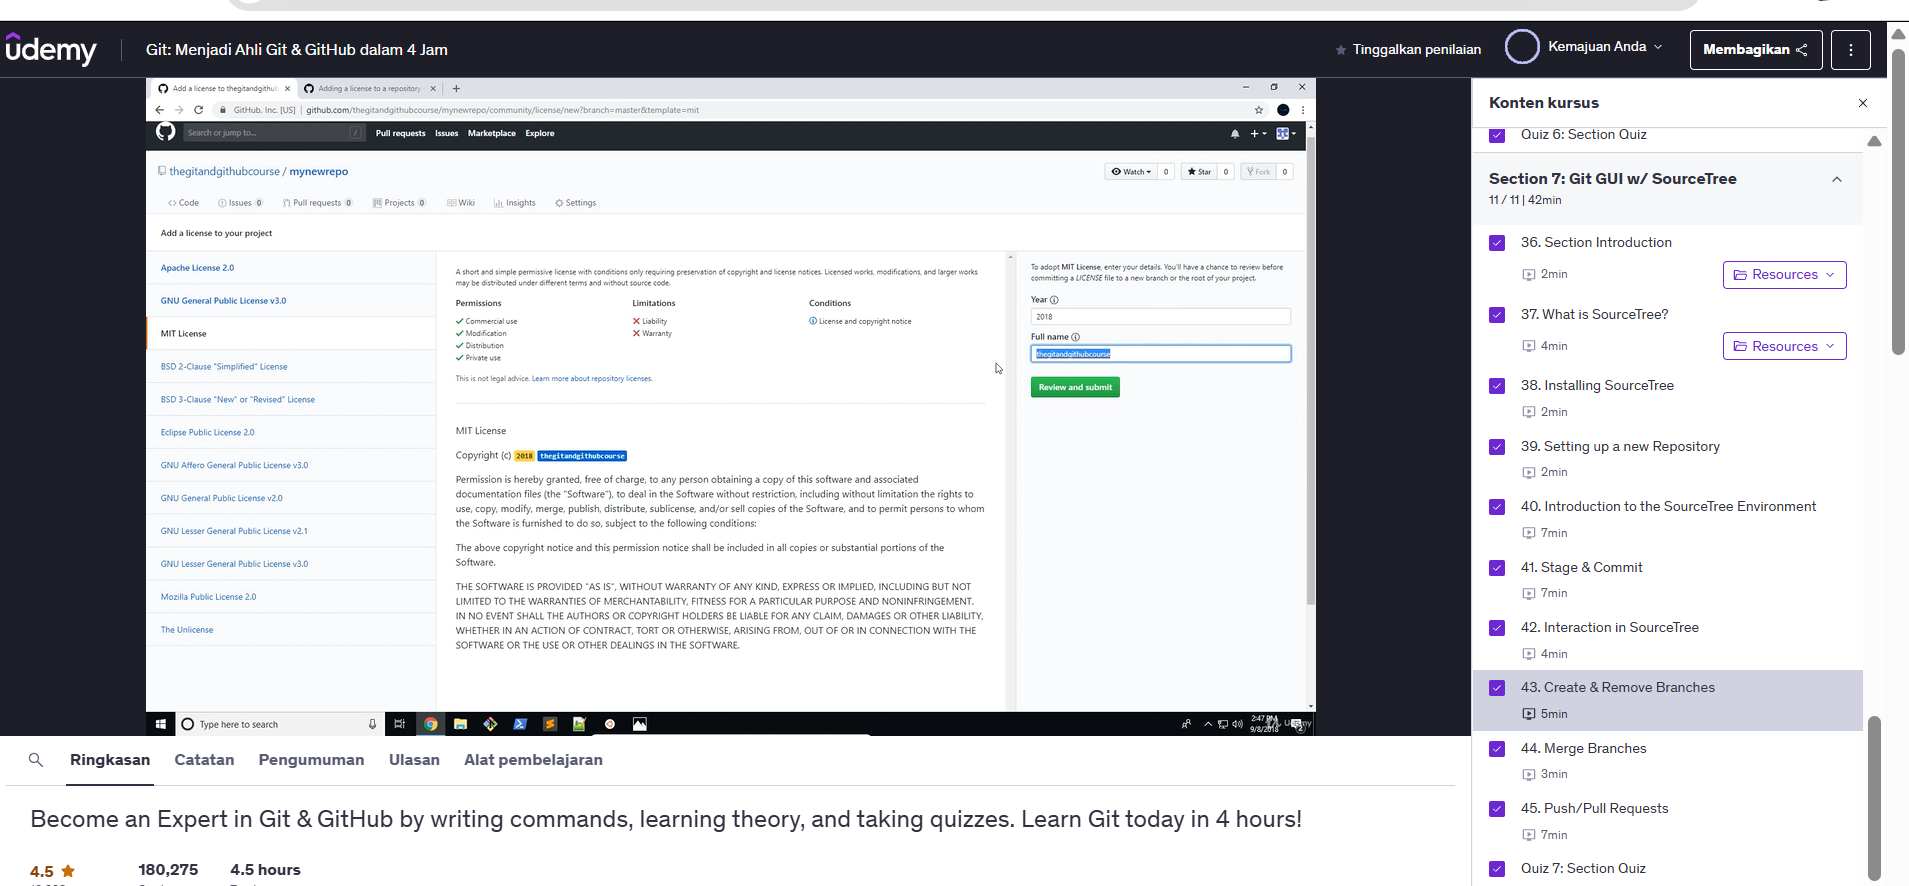 udemy
Git: Menjadi Ahli Git & GitHub dalam 4 Jam
Tinggalkan penilaian
Kemajuan Anda
Membagikan
Add a license to thegitandgithub
Adding a license to a repository
GitHub, Inc. [US] | github.com/thegitandgithubcourse/mynewrepo/community/license/new?branch=master&template=mit
Search or jump to...
/
Pull requests Issues Marketplace Explore
thegitandgithubcourse / mynewrepo
Watch 0 Star 0 Fork 0
Code Issues 0 Pull requests 0 Projects 0 Wiki Insights Settings
Add a license to your project
Apache License 2.0
GNU General Public License v3.0
MIT License
BSD 2-Clause "Simplified" License
BSD 3-Clause "New" or "Revised" License
Eclipse Public License 2.0
GNU Affero General Public License v3.0
GNU General Public License v2.0
GNU Lesser General Public License v2.1
GNU Lesser General Public License v3.0
Mozilla Public License 2.0
The Unlicense
A short and simple permissive license with conditions only requiring preservation of copyright and license notices. Licensed works, modifications, and larger works
may be distributed under different terms and without source code.
Permissions Limitations Conditions
Commercial use Liability License and copyright notice
Modification Warranty
Distribution
Private use
This is not legal advice. Learn more about repository licenses.
MIT License
Copyright (c) 2018 thegitandgithubcourse
Permission is hereby granted, free of charge, to any person obtaining a copy of this software and associated
documentation files (the "Software"), to deal in the Software without restriction, including without limitation the rights to
use, copy, modify, merge, publish, distribute, sublicense, and/or sell copies of the Software, and to permit persons to whom
the Software is furnished to do so, subject to the following conditions:
The above copyright notice and this permission notice shall be included in all copies or substantial portions of the
Software.
THE SOFTWARE IS PROVIDED "AS IS", WITHOUT WARRANTY OF ANY KIND, EXPRESS OR IMPLIED, INCLUDING BUT NOT
LIMITED TO THE WARRANTIES OF MERCHANTABILITY, FITNESS FOR A PARTICULAR PURPOSE AND NONINFRINGEMENT.
IN NO EVENT SHALL THE AUTHORS OR COPYRIGHT HOLDERS BE LIABLE FOR ANY CLAIM, DAMAGES OR OTHER LIABILITY,
WHETHER IN AN ACTION OF CONTRACT, TORT OR OTHERWISE, ARISING FROM, OUT OF OR IN CONNECTION WITH THE
SOFTWARE OR THE USE OR OTHER DEALINGS IN THE SOFTWARE.
To adopt MIT License, enter your details. You'll have a chance to review before
committing a LICENSE file to a new branch or the root of your project.
Year
2018
Full name
thegitandgithubcourse
Review and submit
Type here to search
2:47 PM
9/8/2018
Konten kursus
Quiz 6: Section Quiz
Section 7: Git GUI w/ SourceTree
11 / 11 | 42min
36. Section Introduction
2min
Resources
37. What is SourceTree?
4min
Resources
38. Installing SourceTree
2min
39. Setting up a new Repository
2min
40. Introduction to the SourceTree Environment
7min
41. Stage & Commit
7min
42. Interaction in SourceTree
4min
43. Create & Remove Branches
5min
44. Merge Branches
3min
45. Push/Pull Requests
7min
Quiz 7: Section Quiz
Ringkasan Catatan Pengumuman Ulasan Alat pembelajaran
Become an Expert in Git & GitHub by writing commands, learning theory, and taking quizzes. Learn Git today in 4 hours!
4.5 180,275 4.5 hours